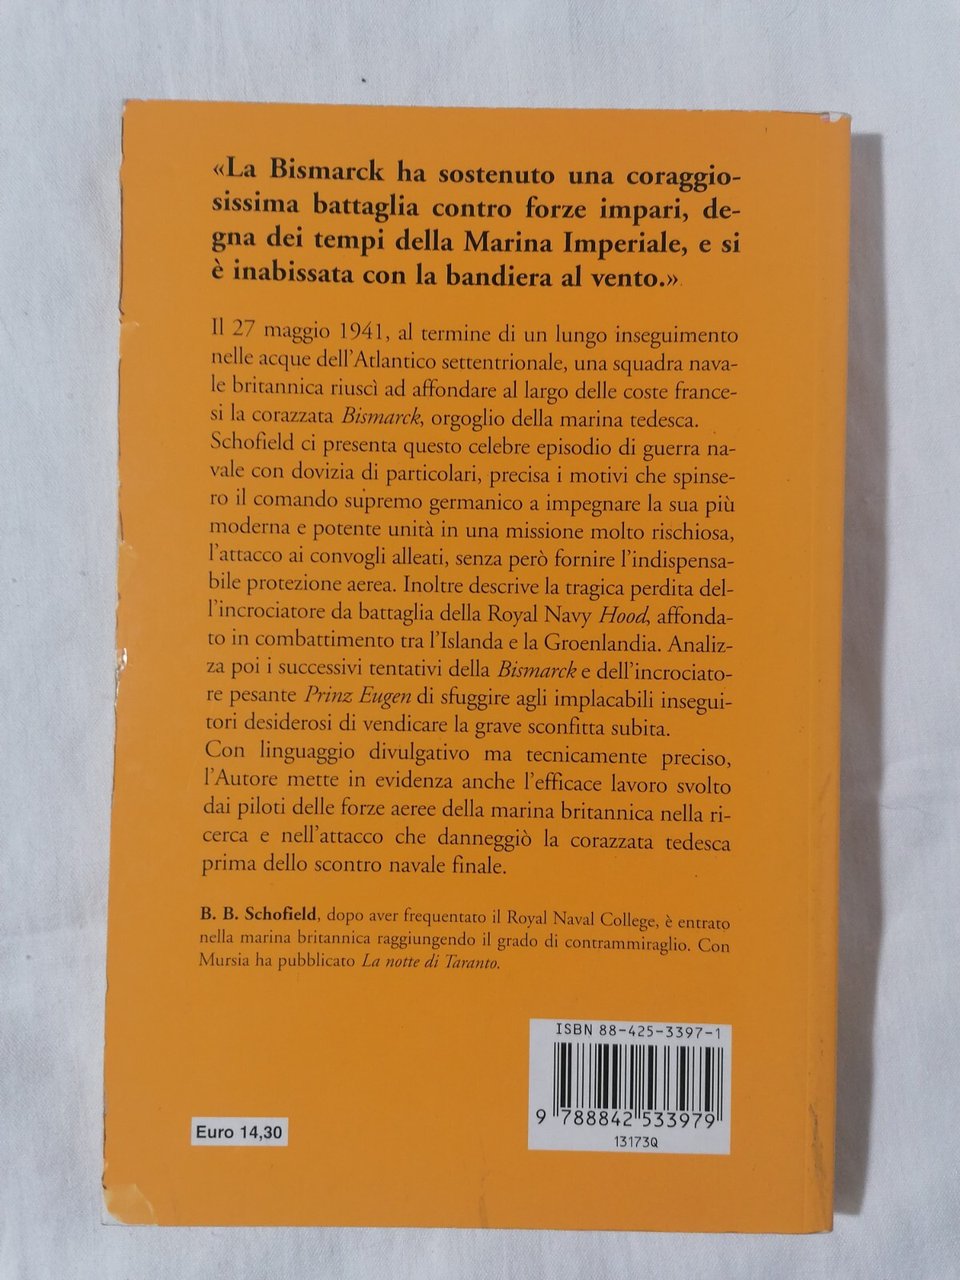 «La Bismarck ha sostenuto una coraggio-
sissima battaglia contro forze impari, de-
gna dei tempi della Marina Imperiale, e si
è inabissata con la bandiera al vento.»
Il 27 maggio 1941, al termine di un lungo inseguimento
nelle acque dell'Atlantico settentrionale, una squadra nava-
le britannica riuscì ad affondare al largo delle coste france-
si la corazzata Bismarck, orgoglio della marina tedesca.
Schofield ci presenta questo celebre episodio di guerra na-
vale con dovizia di particolari, precisa i motivi che spinse-
ro il comando supremo germanico a impegnare la sua più
moderna e potente unità in una missione molto rischiosa,
l'attacco ai convogli alleati, senza però fornire l'indispensa-
bile protezione aerea. Inoltre descrive la tragica perdita del-
l'incrociatore da battaglia della Royal Navy Hood, affonda-
to in combattimento tra l'Islanda e la Groenlandia. Analiz-
za poi i successivi tentativi della Bismarck e dell'incrociato-
re pesante Prinz Eugen di sfuggire agli implacabili insegui-
tori desiderosi di vendicare la grave sconfitta subita.
Con linguaggio divulgativo ma tecnicamente preciso,
l'Autore mette in evidenza anche l'efficace lavoro svolto
dai piloti delle forze aeree della marina britannica nella ri-
cerca e nell'attacco che danneggiò la corazzata tedesca
prima dello scontro navale finale.
B. B. Schofield, dopo aver frequentato il Royal Naval College, è entrato
nella marina britannica raggiungendo il grado di contrammiraglio. Con
Mursia ha pubblicato La notte di Taranto.
ISBN 88-425-3397-1
9 788842 533979
13173Q
Euro 14,30